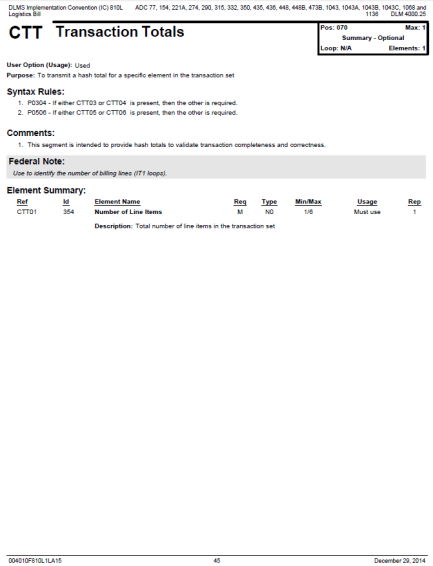 DLMS Implementation Convention (IC) 810L ADC 77, 154, 221A, 274, 290, 315, 332, 350, 435, 436, 448, 448B, 473B, 1043, 1043A, 1043B, 1043C, 1068 and
Logistics Bill 1136 DLM 4000.25
CTT Transaction Totals
Pos: 070 Max: 1
Summary - Optional
Loop: N/A Elements: 1
User Option (Usage): Used
Purpose: To transmit a hash total for a specific element in the transaction set
Syntax Rules:
1. P0304 - If either CTT03 or CTT04 is present, then the other is required.
2. P0506 - If either CTT05 or CTT06 is present, then the other is required.
Comments:
1. This segment is intended to provide hash totals to validate transaction completeness and correctness.
Federal Note:
Use to identify the number of billing lines (IT1 loops).
Element Summary:
Ref Id Element Name Req Type Min/Max Usage Rep
CTT01 354 Number of Line Items M N0 1/6 Must use 1
Description: Total number of line items in the transaction set
004010F810L1LA15 45 December 29, 2014